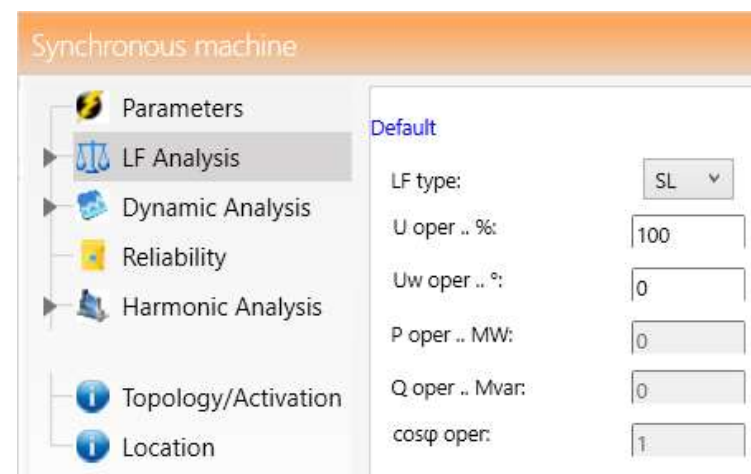 Synchronous machine
Parameters
LF Analysis
Dynamic Analysis
Reliability
Harmonic Analysis
Topology/Activation
Location
Default
LF type: SL
U oper .. %: 100
Uw oper .. °: 0
P oper .. MW: 0
Q oper .. Mvar: 0
cosφ oper: 1